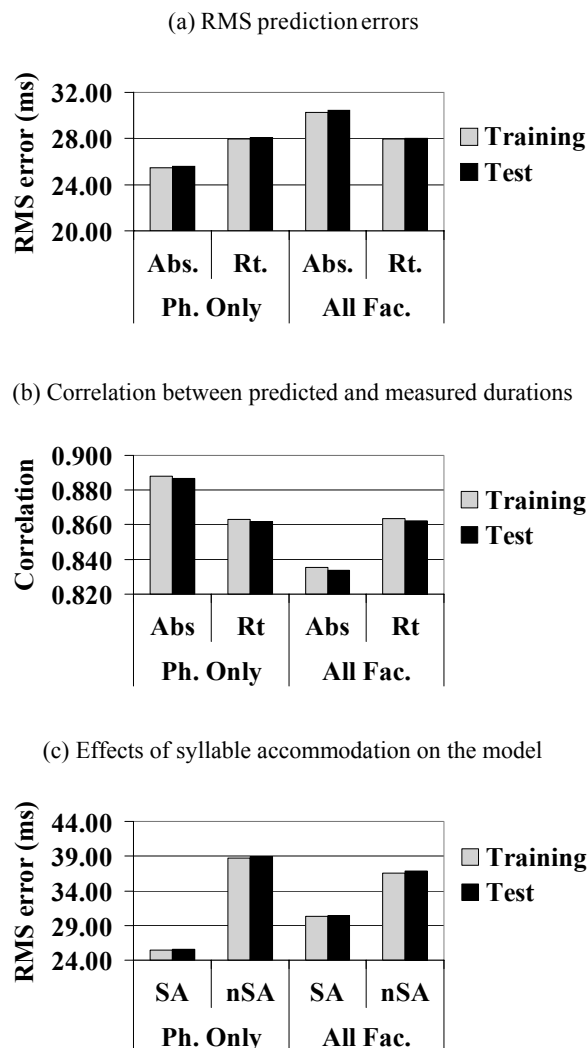 (a) RMS prediction errors
RMS error (ms)
32.00
28.00
24.00
20.00
Training
Test
Abs. Rt. Abs. Rt.
Ph. Only All Fac.
(b) Correlation between predicted and measured durations
Correlation
0.900
0.880
0.860
0.840
0.820
Training
Test
Abs Rt Abs Rt
Ph. Only All Fac.
(c) Effects of syllable accommodation on the model
RMS error (ms)
44.00
39.00
34.00
29.00
24.00
Training
Test
SA nSA SA nSA
Ph. Only All Fac.